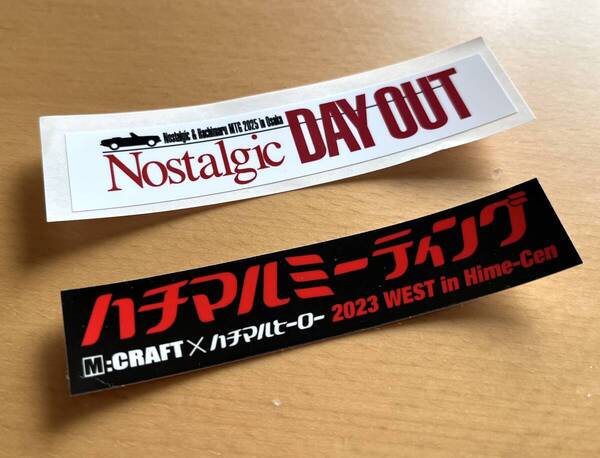 Nostalgic & Hachimaru MTG 2025 in Osaka
Nostalgic DAY OUT
ハチマルミーティング
M:CRAFT×ハチマルヒーロー 2023 WEST in Hime-Cen